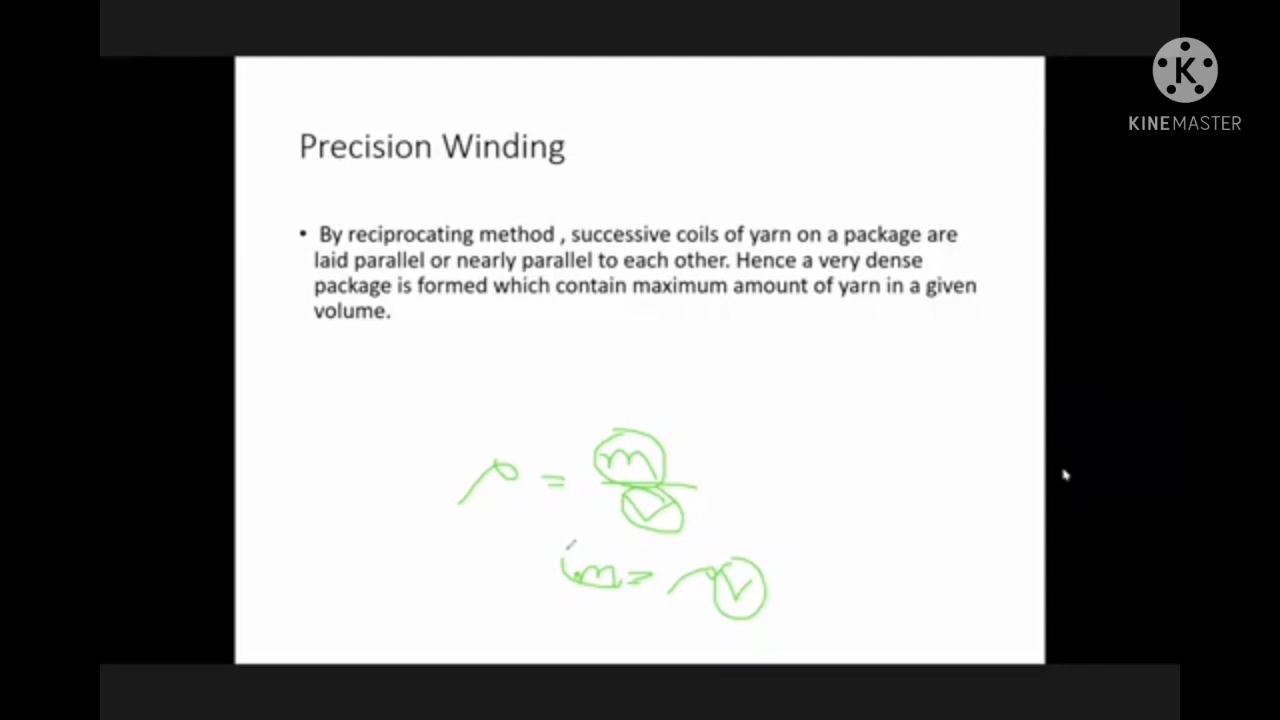 K
KINEMASTER
Precision Winding
• By reciprocating method , successive coils of yarn on a package are
laid parallel or nearly parallel to each other. Hence a very dense
package is formed which contain maximum amount of yarn in a given
volume.
ρ = m
v
m = ρv